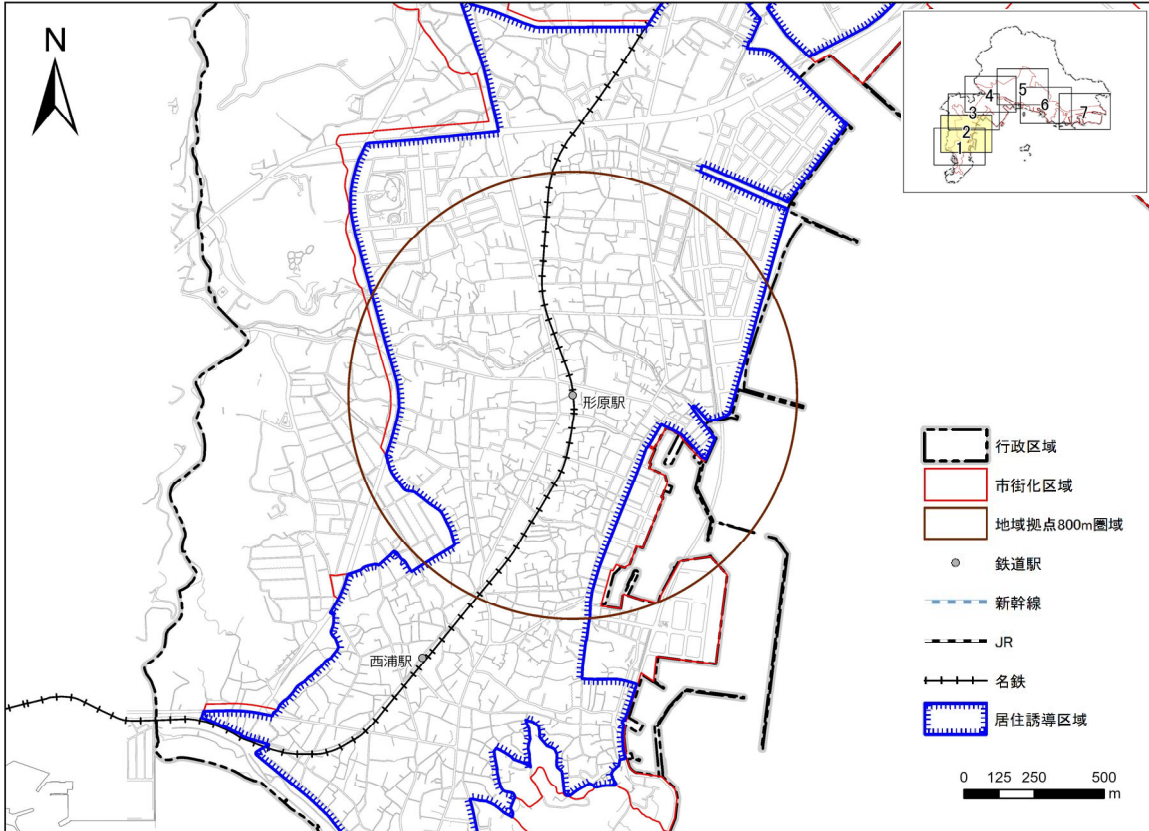 N
5
4
6
7
3
2
1
形原駅
西浦駅
行政区域
市街化区域
地域拠点800m圏域
鉄道駅
新幹線
JR
名鉄
居住誘導区域
0 125 250 500
m